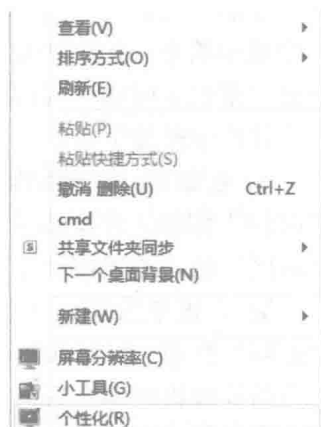 查看(V)
排序方式(O)
刷新(E)
粘贴(P)
粘贴快捷方式(S)
撤消 删除(U) Ctrl+Z
cmd
S 共享文件夹同步
下一个桌面背景(N)
新建(W)
屏幕分辨率(C)
小工具(G)
个性化(R)